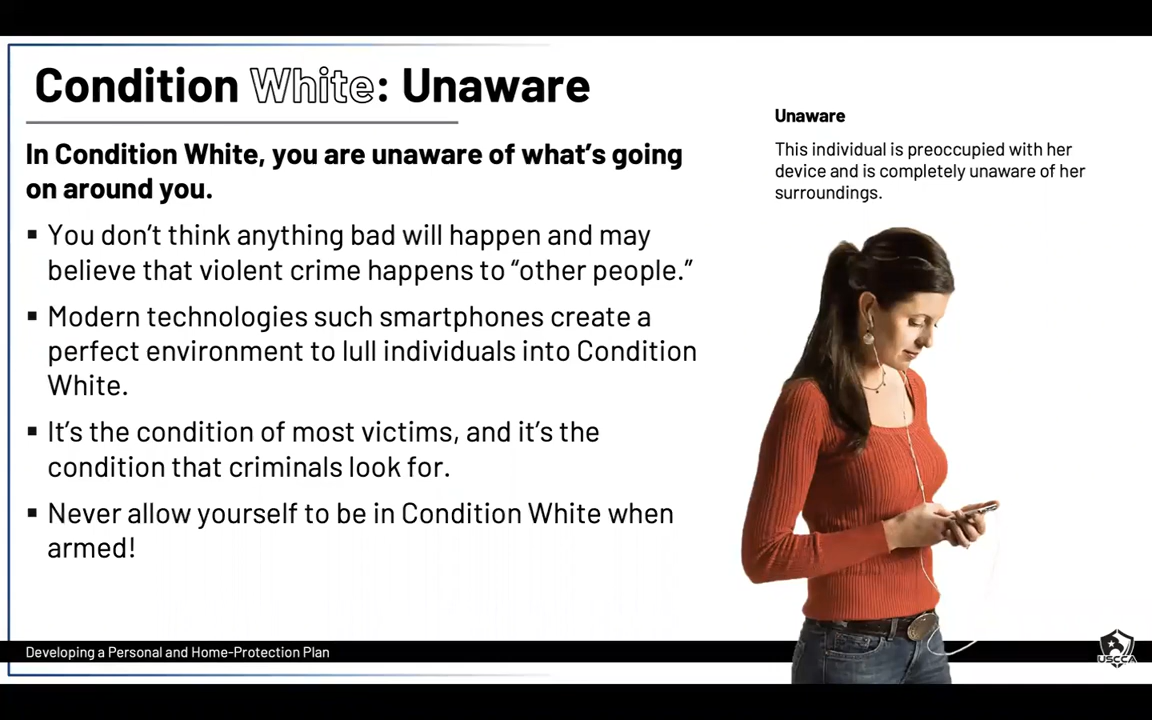 Condition White: Unaware
In Condition White, you are unaware of what’s going
on around you.
▪ You don’t think anything bad will happen and may
believe that violent crime happens to “other people.”
▪ Modern technologies such smartphones create a
perfect environment to lull individuals into Condition
White.
▪ It’s the condition of most victims, and it’s the
condition that criminals look for.
▪ Never allow yourself to be in Condition White when
armed!
Unaware
This individual is preoccupied with her
device and is completely unaware of her
surroundings.
Developing a Personal and Home-Protection Plan
USCCA